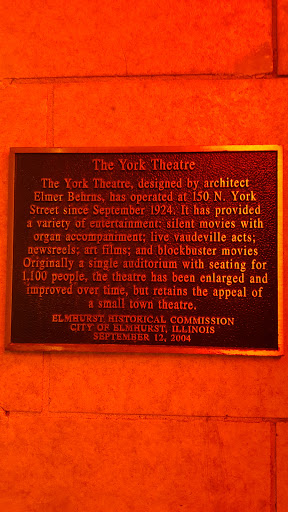 The York Theatre
The York Theatre, designed by architect
Elmer Behrns, has operated at 150 N. York
Street since September 1924. It has provided
a variety of entertainment: silent movies with
organ accompaniment; live vaudeville acts;
newsreels; art films; and blockbuster movies
Originally a single auditorium with seating for
1,100 people, the theatre has been enlarged and
improved over time, but retains the appeal of
a small town theatre.
ELMHURST HISTORICAL COMMISSION
CITY OF ELMHURST, ILLINOIS
SEPTEMBER 12, 2004